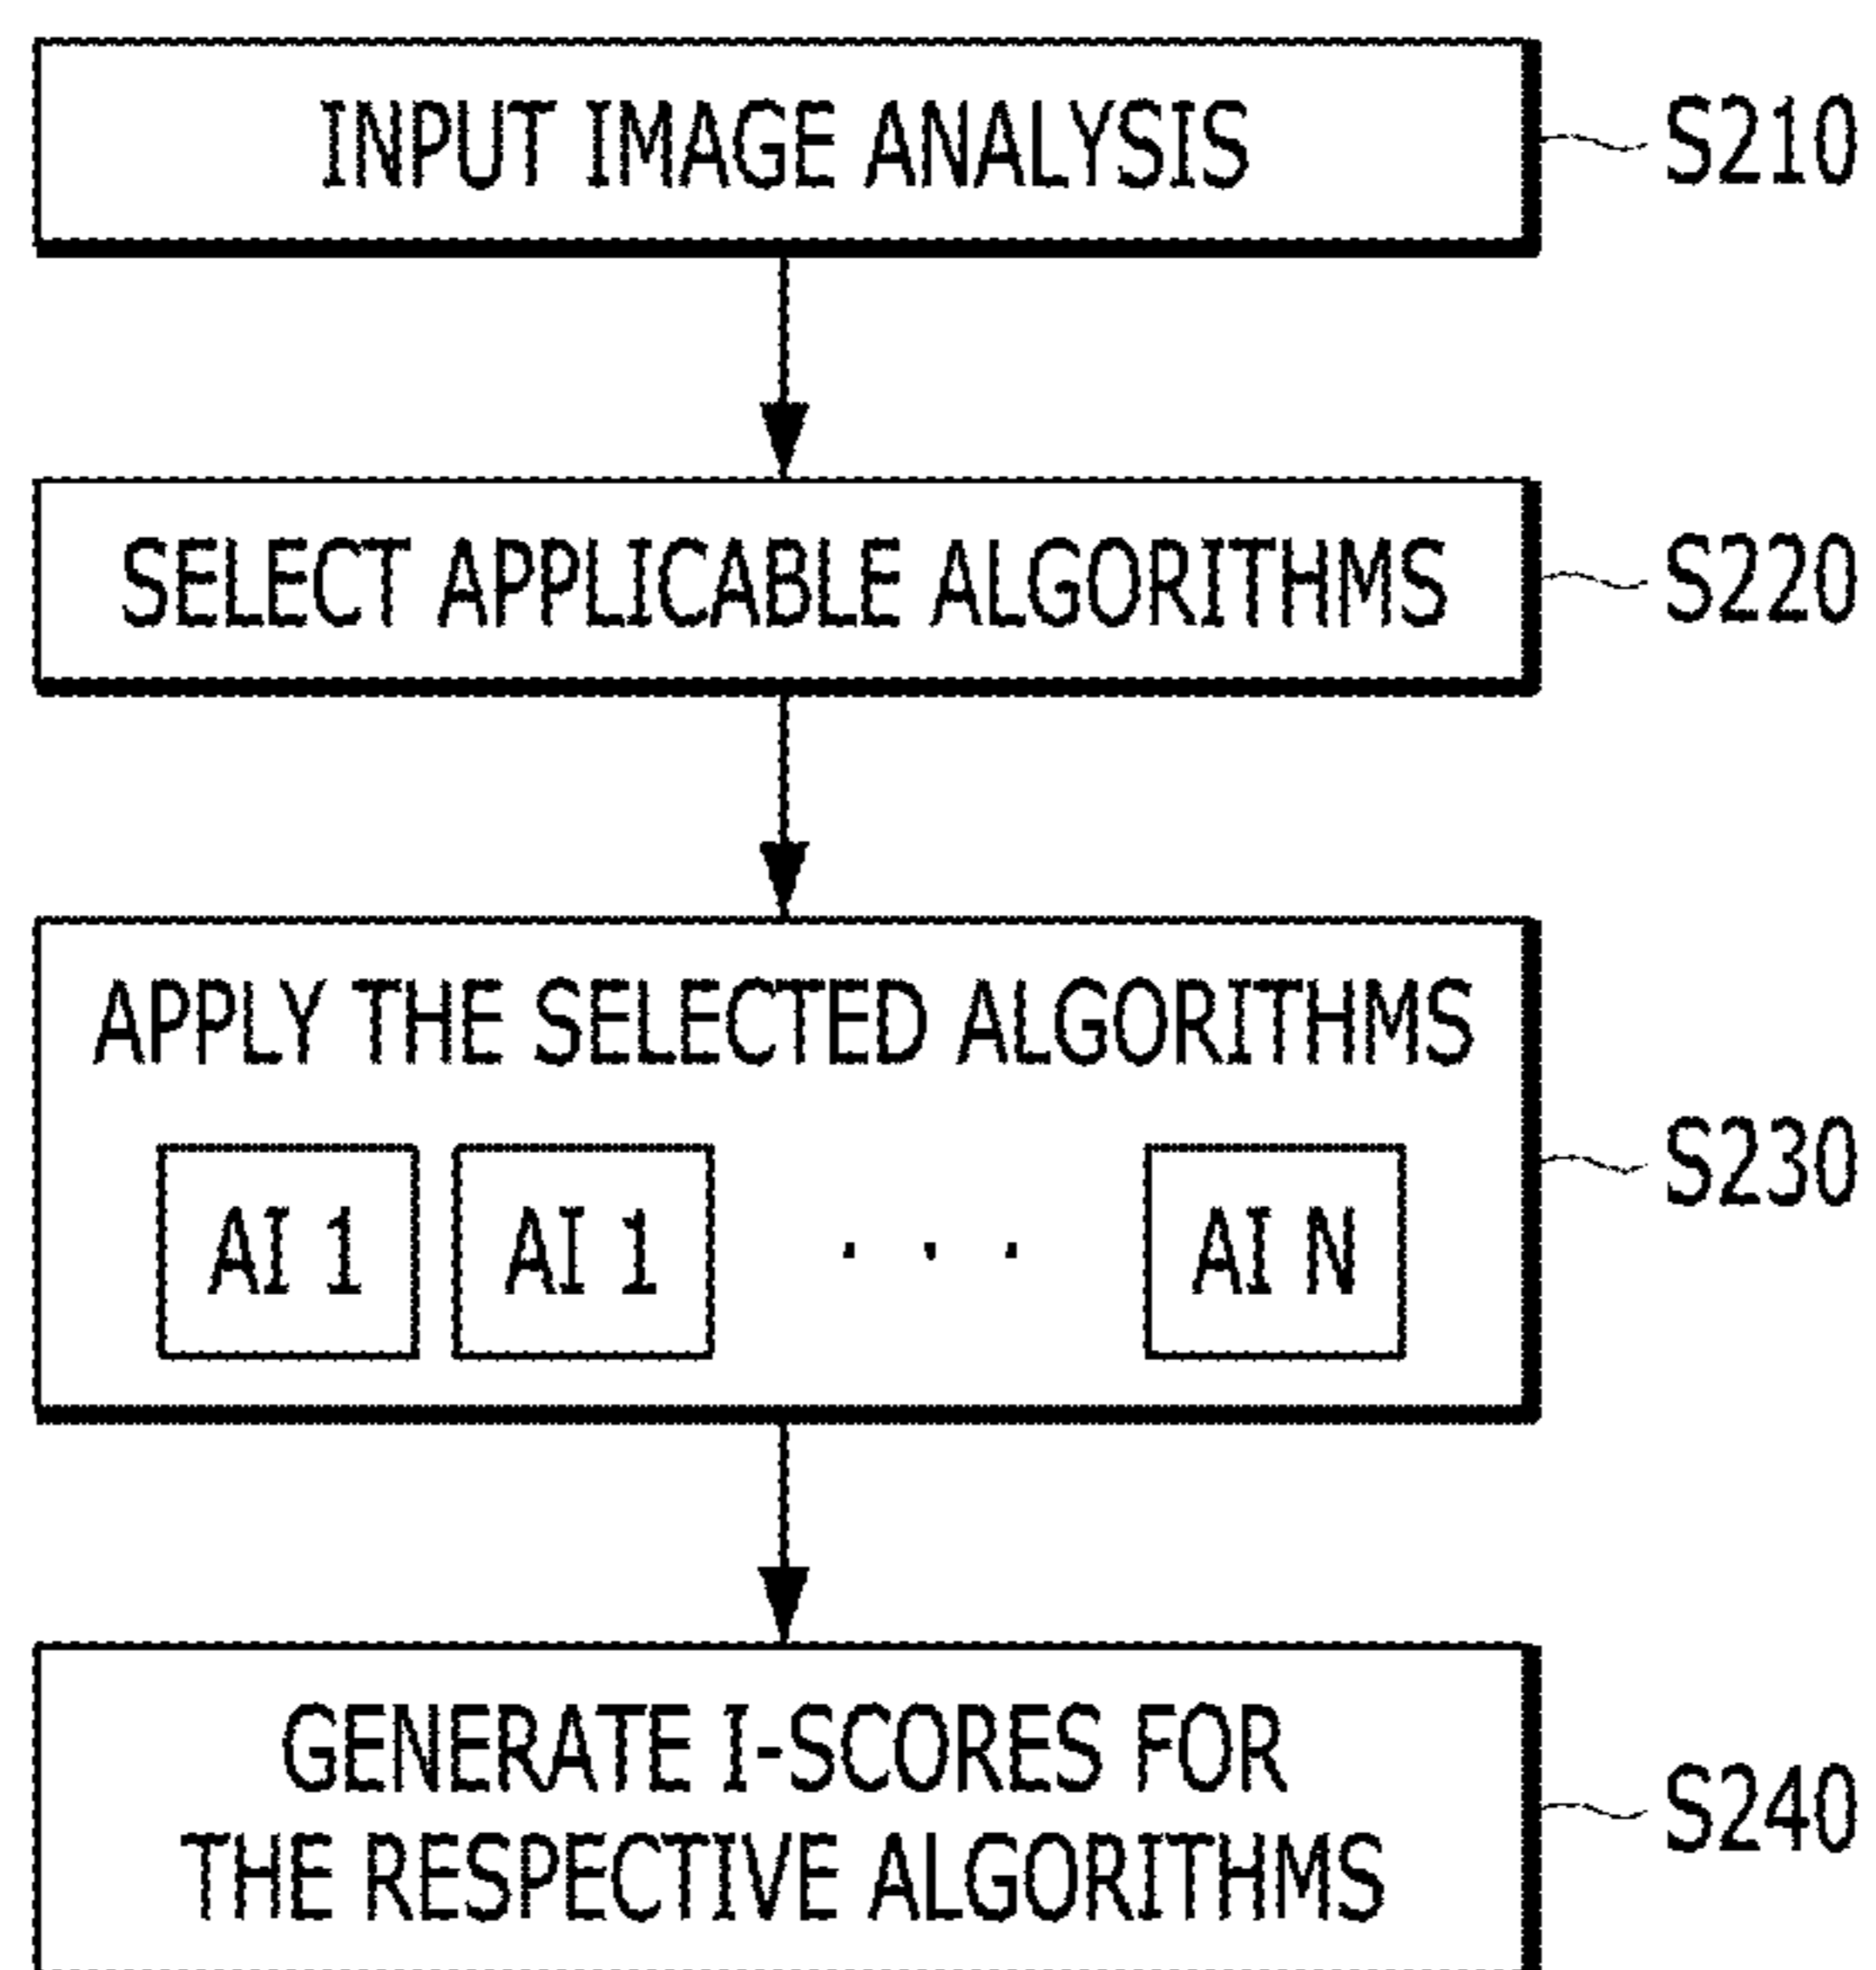 INPUT IMAGE ANALYSIS
S210
SELECT APPLICABLE ALGORITHMS
S220
APPLY THE SELECTED ALGORITHMS
AI 1
AI 1
. . .
AI N
S230
GENERATE I-SCORES FOR
THE RESPECTIVE ALGORITHMS
S240